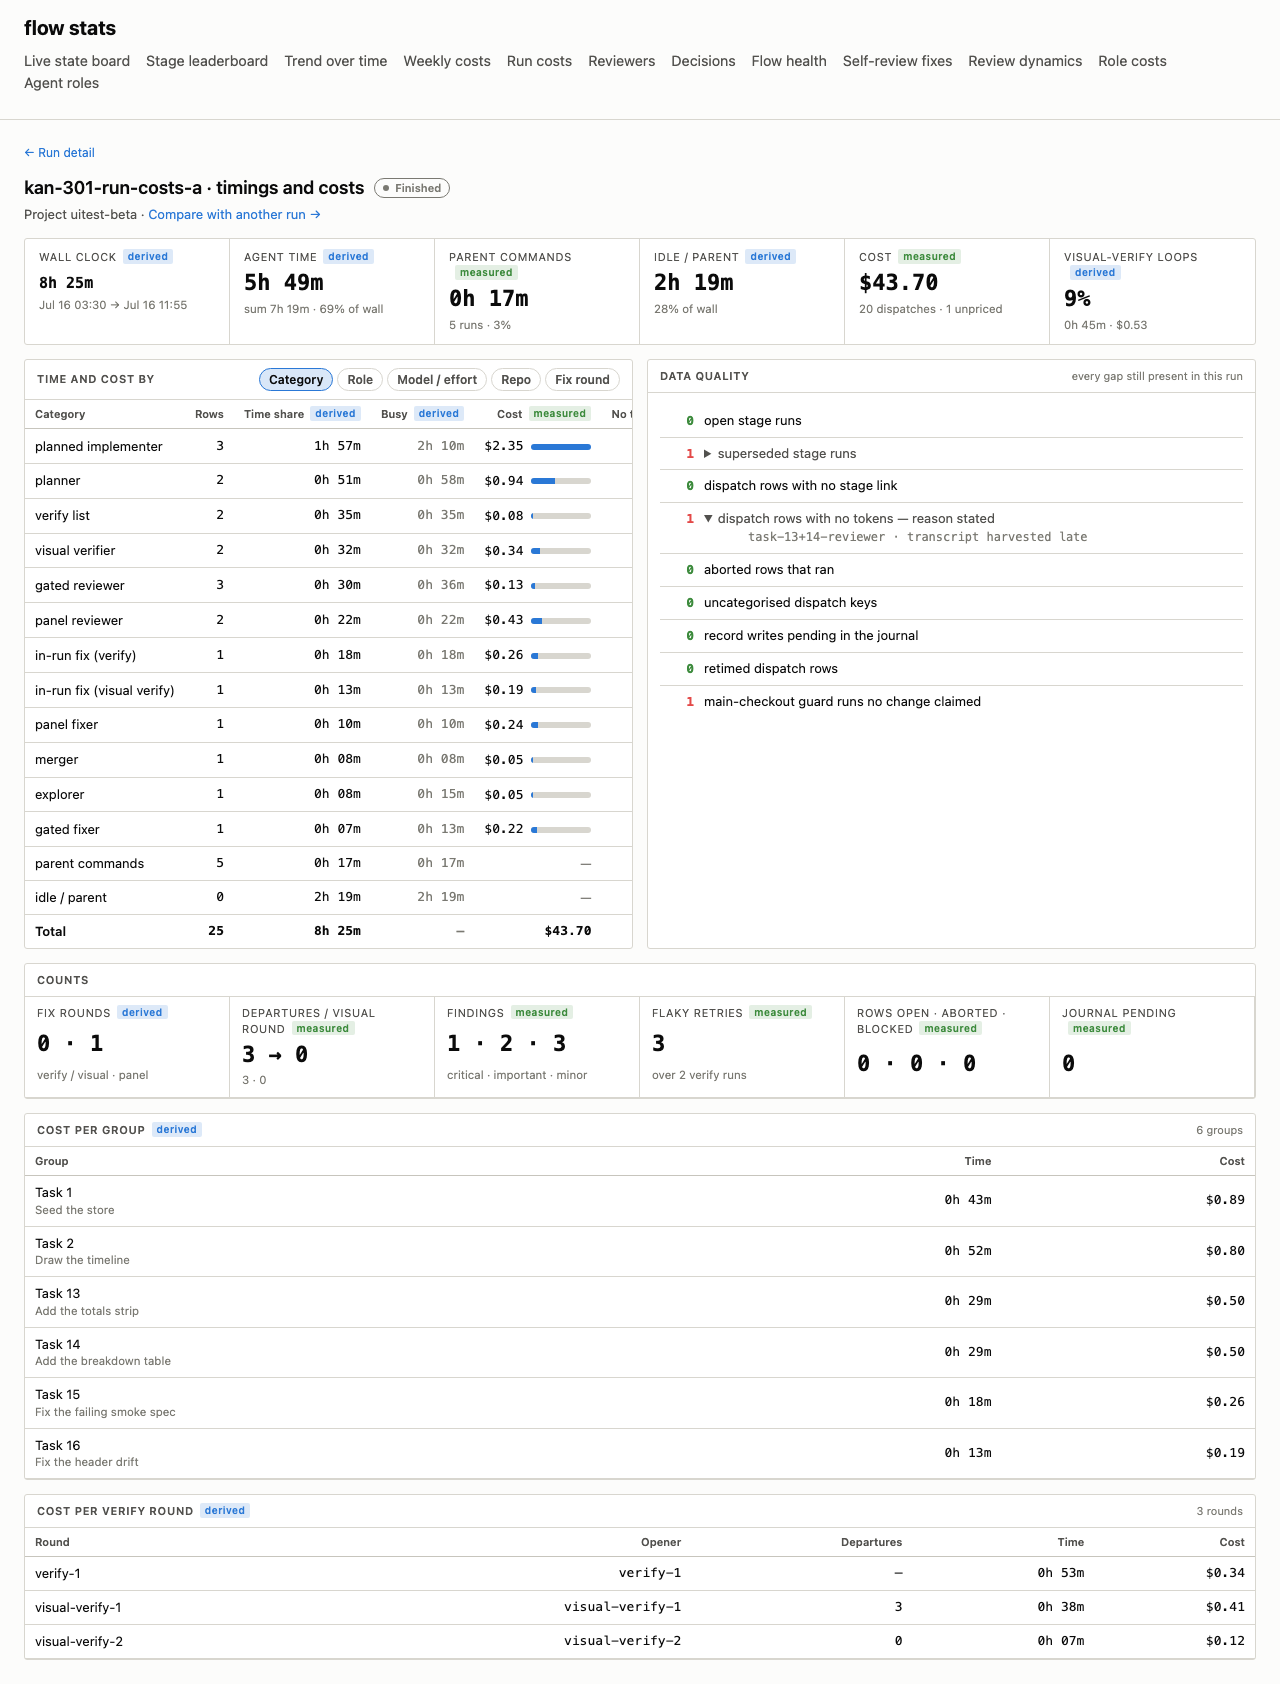 flow stats
Live state board Stage leaderboard Trend over time Weekly costs Run costs Reviewers Decisions Flow health Self-review fixes Review dynamics Role costs
Agent roles
← Run detail
kan-301-run-costs-a · timings and costs Finished
Project uitest-beta · Compare with another run →
WALL CLOCK derived
8h 25m
Jul 16 03:30 → Jul 16 11:55
AGENT TIME derived
5h 49m
sum 7h 19m · 69% of wall
PARENT COMMANDS
measured
0h 17m
5 runs · 3%
IDLE / PARENT derived
2h 19m
28% of wall
COST measured
$43.70
20 dispatches · 1 unpriced
VISUAL-VERIFY LOOPS
derived
9%
0h 45m · $0.53
TIME AND COST BY Category Role Model / effort Repo Fix round
Category Rows Time share derived Busy derived Cost measured No t
planned implementer 3 1h 57m 2h 10m $2.35
planner 2 0h 51m 0h 58m $0.94
verify list 2 0h 35m 0h 35m $0.08
visual verifier 2 0h 32m 0h 32m $0.34
gated reviewer 3 0h 30m 0h 36m $0.13
panel reviewer 2 0h 22m 0h 22m $0.43
in-run fix (verify) 1 0h 18m 0h 18m $0.26
in-run fix (visual verify) 1 0h 13m 0h 13m $0.19
panel fixer 1 0h 10m 0h 10m $0.24
merger 1 0h 08m 0h 08m $0.05
explorer 1 0h 08m 0h 15m $0.05
gated fixer 1 0h 07m 0h 13m $0.22
parent commands 5 0h 17m 0h 17m —
idle / parent 0 2h 19m 2h 19m —
Total 25 8h 25m — $43.70
DATA QUALITY every gap still present in this run
0 open stage runs
1 ▶ superseded stage runs
0 dispatch rows with no stage link
1 ▼ dispatch rows with no tokens — reason stated
task-13+14-reviewer · transcript harvested late
0 aborted rows that ran
0 uncategorised dispatch keys
0 record writes pending in the journal
0 retimed dispatch rows
1 main-checkout guard runs no change claimed
COUNTS
FIX ROUNDS derived
0 · 1
verify / visual · panel
DEPARTURES / VISUAL
ROUND measured
3 → 0
3 · 0
FINDINGS measured
1 · 2 · 3
critical · important · minor
FLAKY RETRIES measured
3
over 2 verify runs
ROWS OPEN · ABORTED ·
BLOCKED measured
0 · 0 · 0
JOURNAL PENDING
measured
0
COST PER GROUP derived 6 groups
Group Time Cost
Task 1
Seed the store
0h 43m $0.89
Task 2
Draw the timeline
0h 52m $0.80
Task 13
Add the totals strip
0h 29m $0.50
Task 14
Add the breakdown table
0h 29m $0.50
Task 15
Fix the failing smoke spec
0h 18m $0.26
Task 16
Fix the header drift
0h 13m $0.19
COST PER VERIFY ROUND derived 3 rounds
Round Opener Departures Time Cost
verify-1 verify-1 — 0h 53m $0.34
visual-verify-1 visual-verify-1 3 0h 38m $0.41
visual-verify-2 visual-verify-2 0 0h 07m $0.12